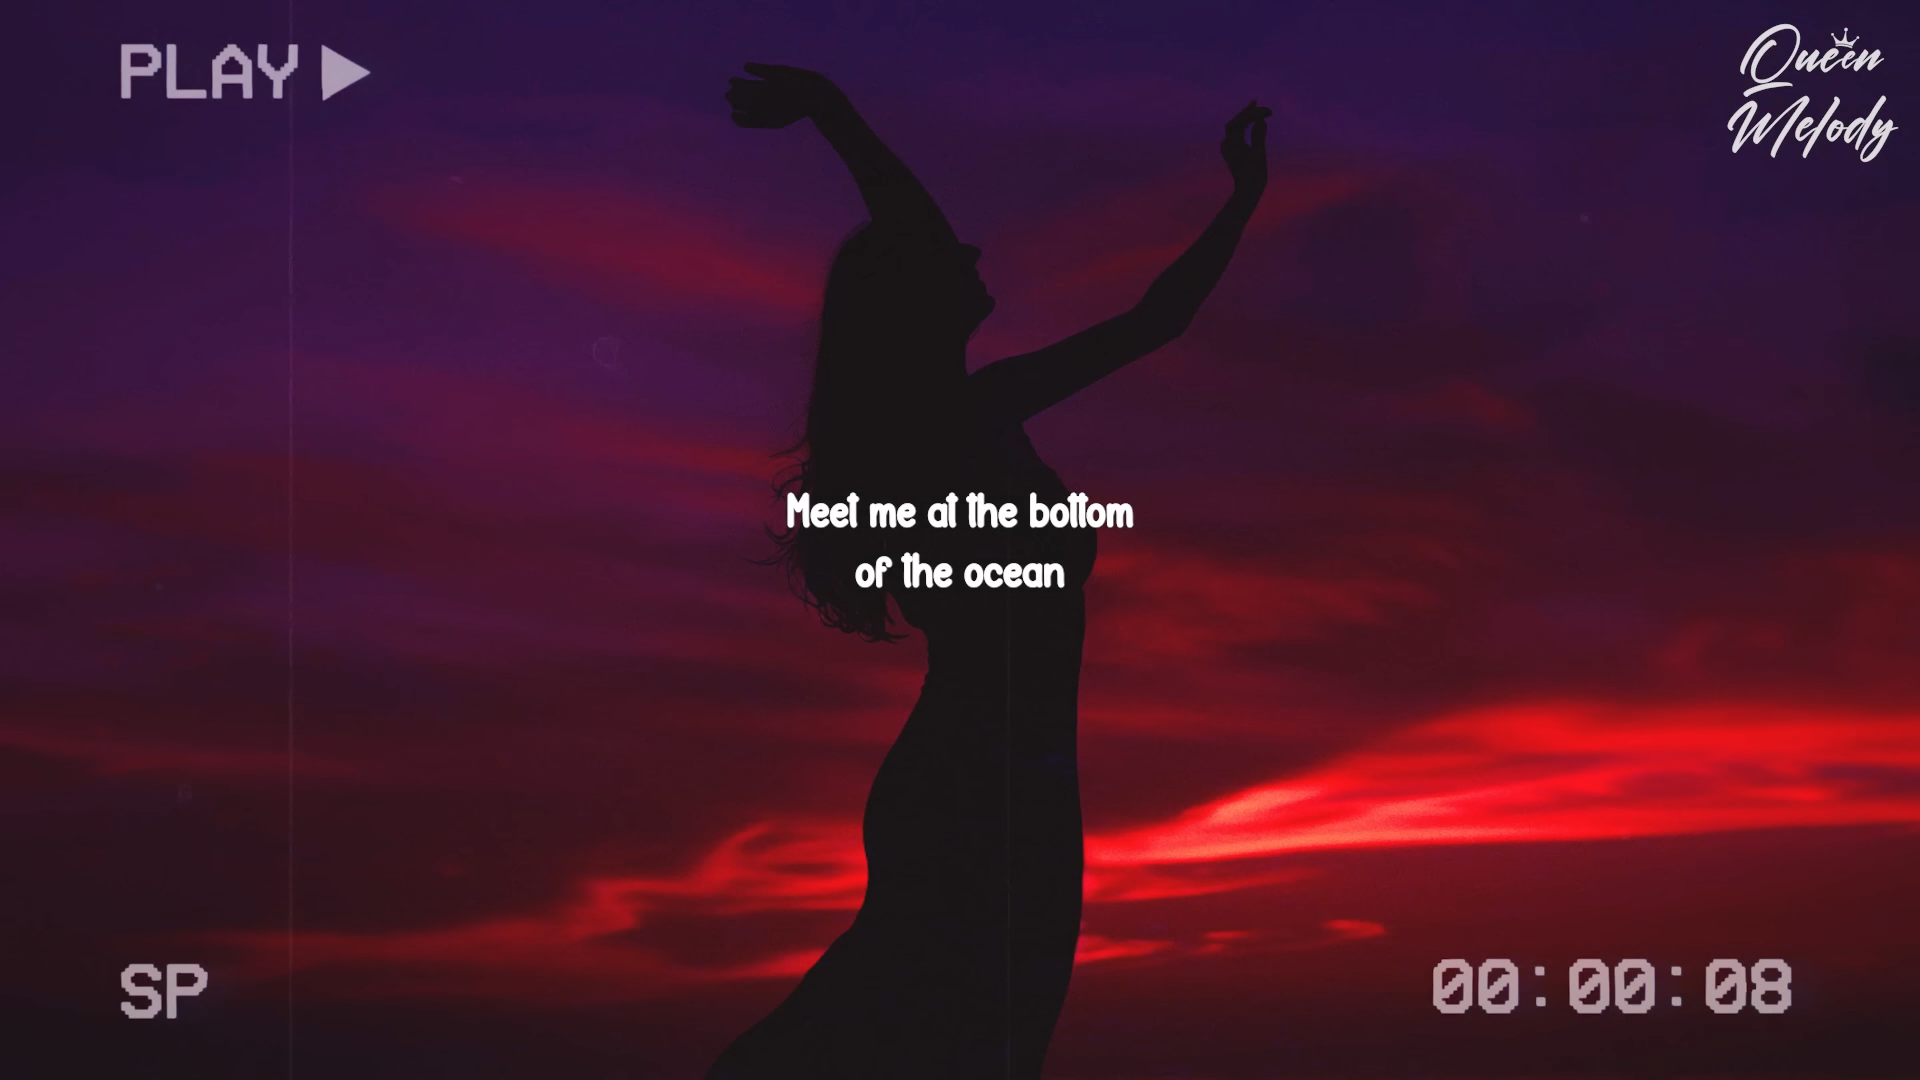 PLAY
Queen
Melody
Meet me at the bottom
of the ocean
SP
00:00:08